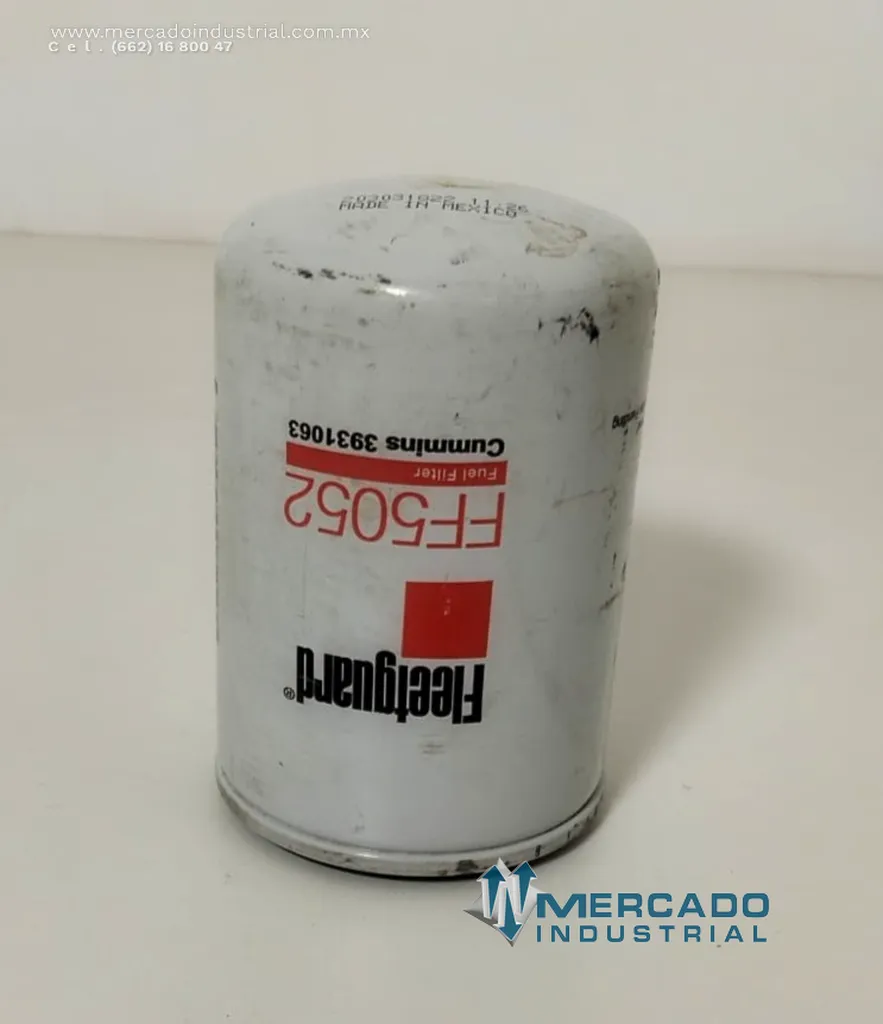 www.mercadoindustrial.com.mx
Cel. (662) 16 800 47
MADE IN MEXICO
Cummins 3931063
Fuel Filter
FF5052
Fleetguard®
MERCADO
INDUSTRIAL